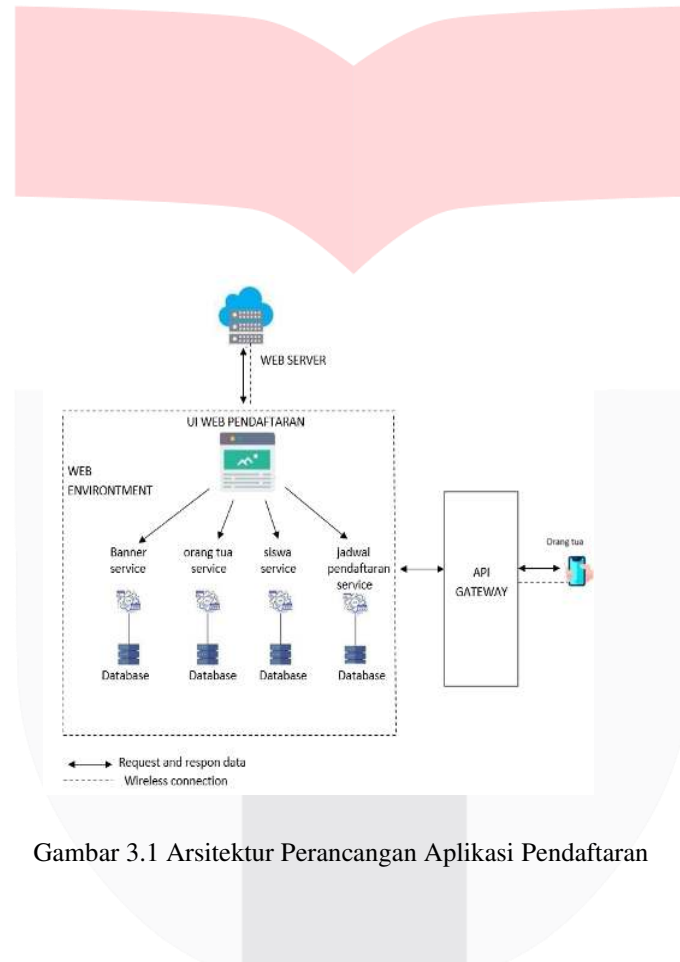 WEB SERVER
UI WEB PENDAFTARAN
WEB
ENVIRONTMENT
Banner
service
orang tua
service
siswa
service
jadwal
pendaftaran
service
Database
Database
Database
Database
API
GATEWAY
Orang tua
Request and respon data
Wireless connection
Gambar 3.1 Arsitektur Perancangan Aplikasi Pendaftaran